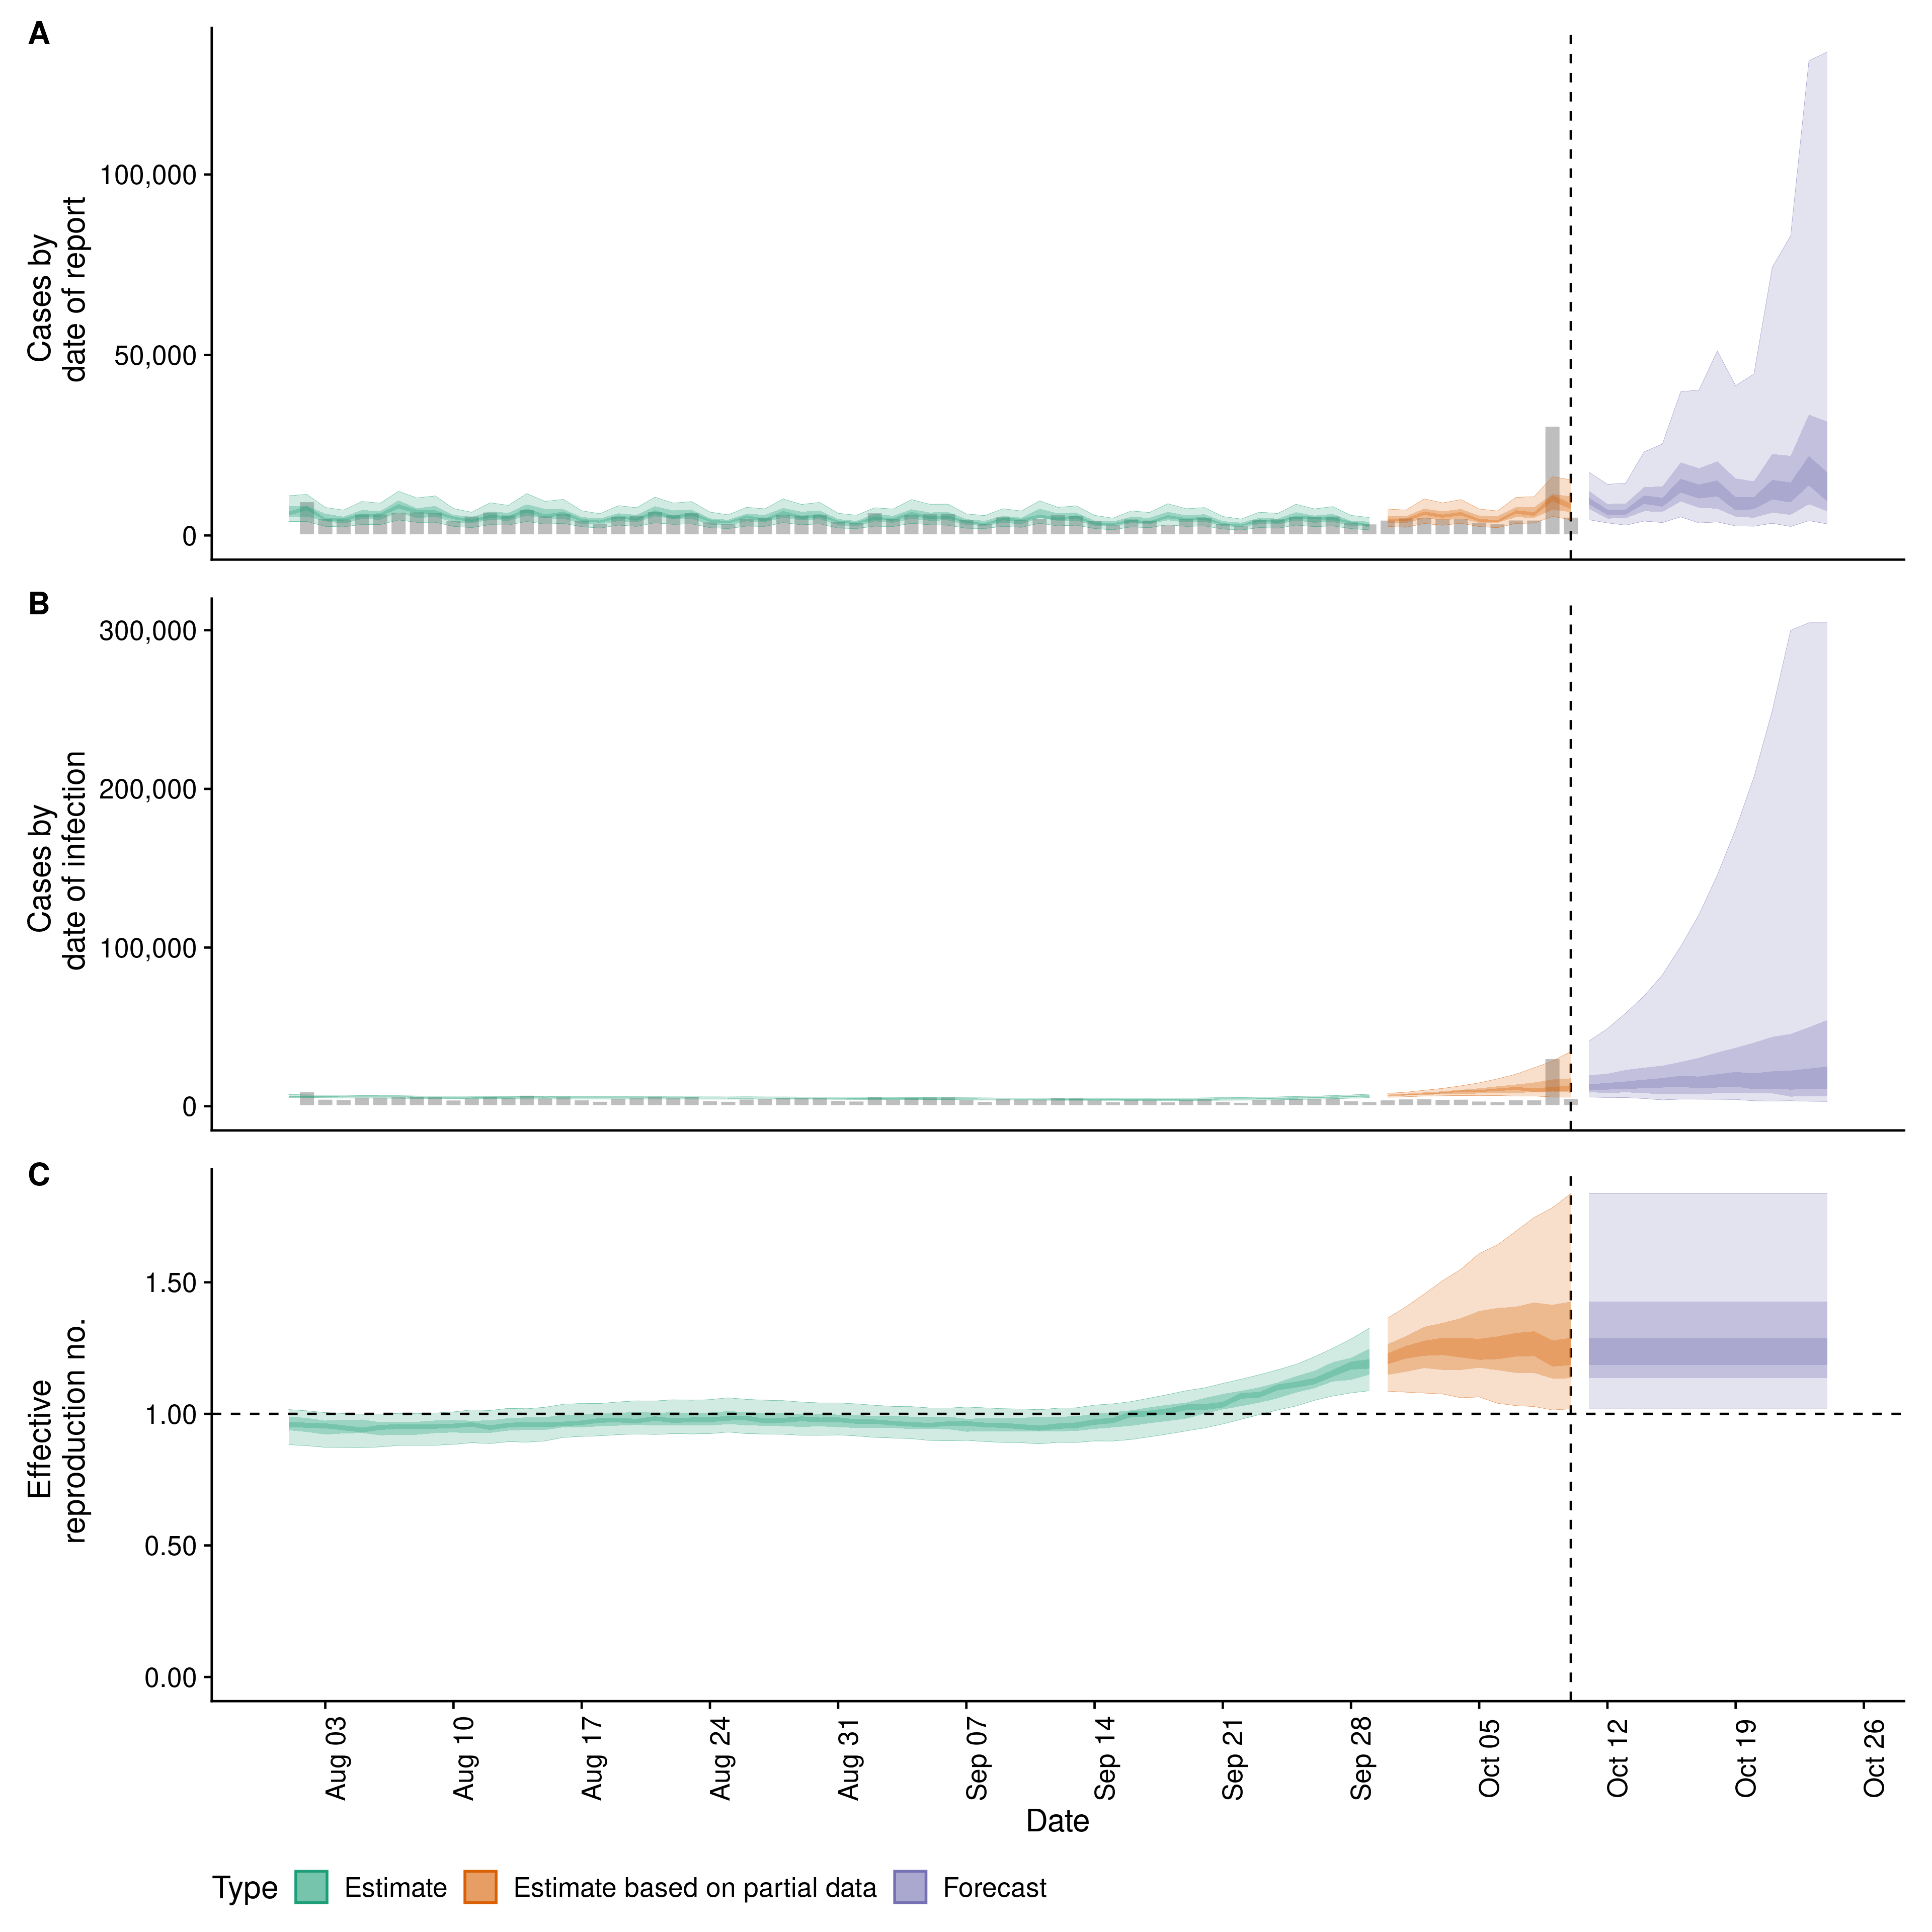 A
Cases by
date of report
100,000
50,000
0
B
Cases by
date of infection
300,000
200,000
100,000
0
C
Effective
reproduction no.
1.50
1.00
0.50
0.00
Aug 03
Aug 10
Aug 17
Aug 24
Aug 31
Sep 07
Sep 14
Sep 21
Sep 28
Oct 05
Oct 12
Oct 19
Oct 26
Date
Type Estimate Estimate based on partial data Forecast